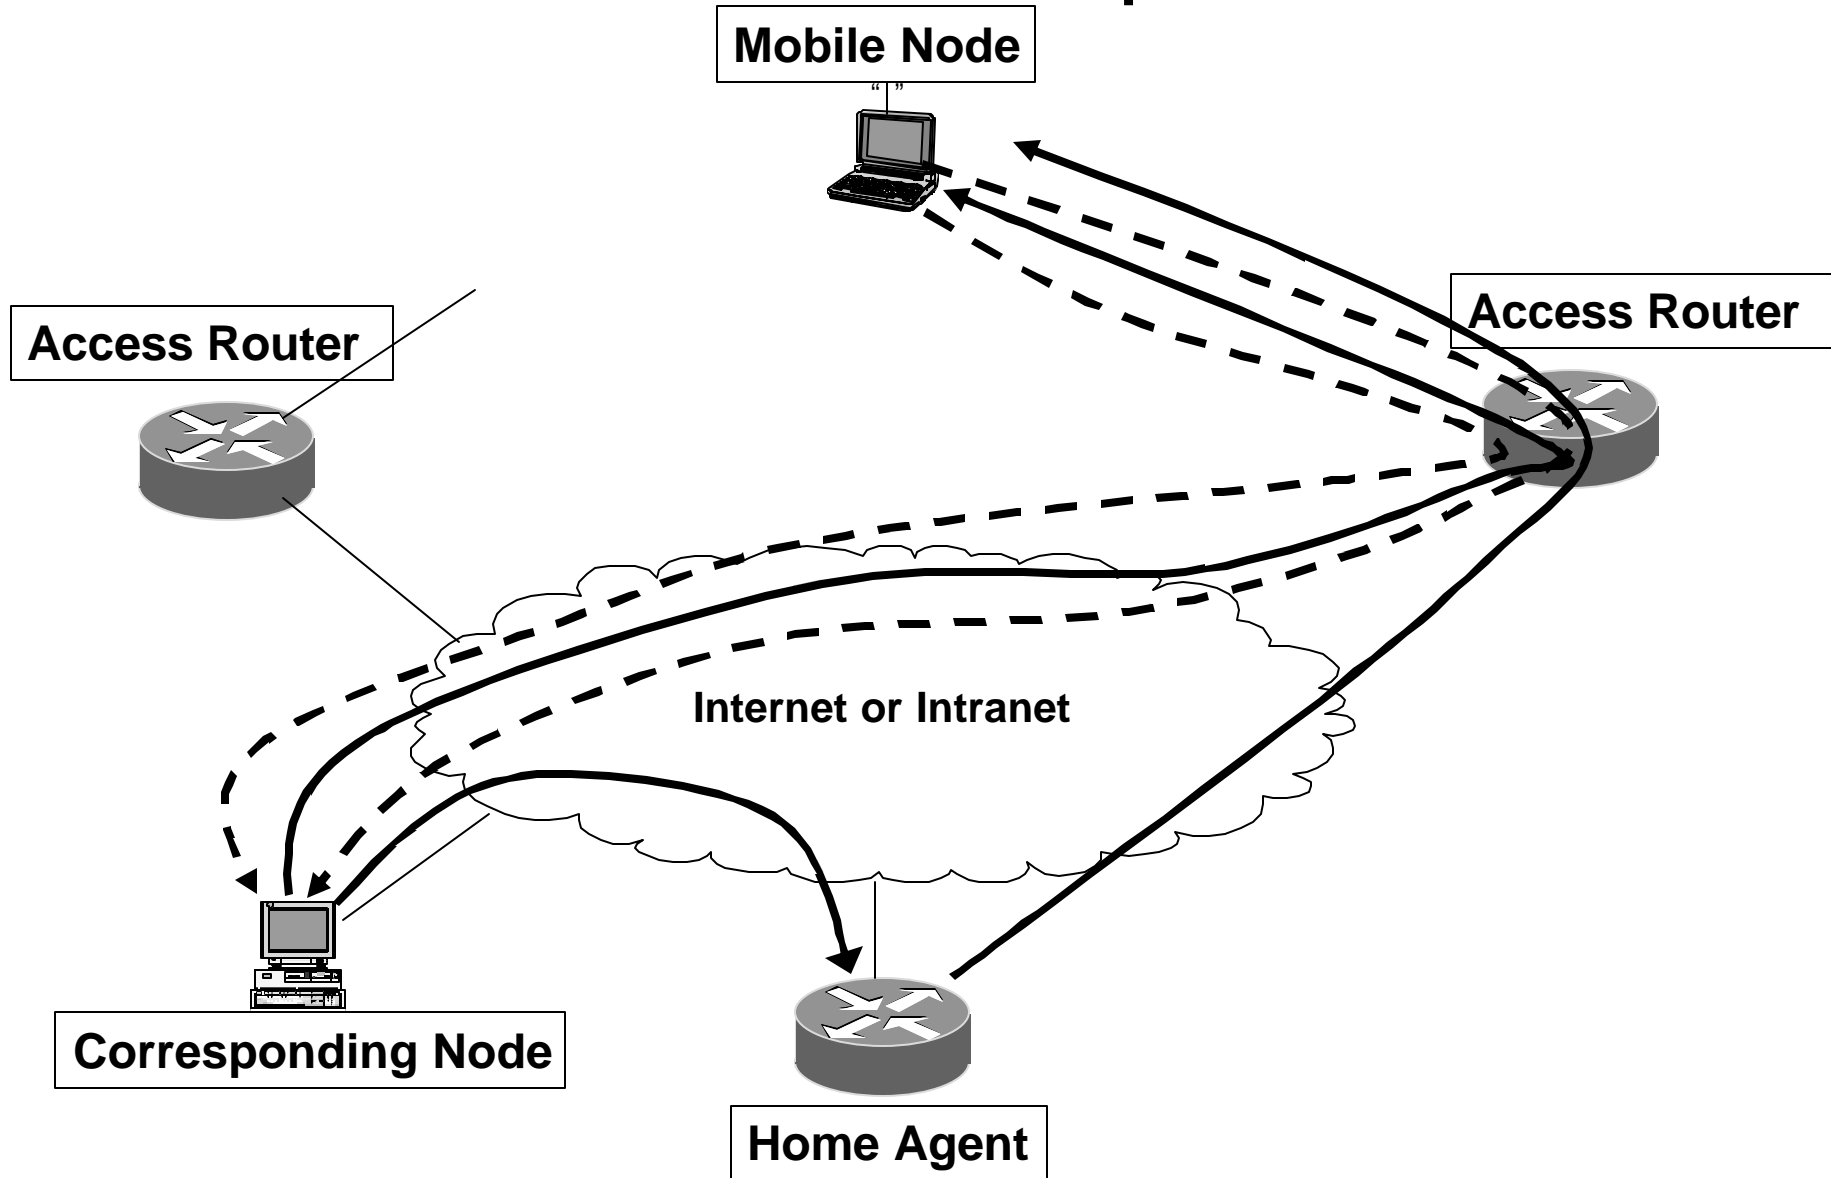 Mobile Node
“ ”
Access Router
Access Router
Internet or Intranet
Corresponding Node
Home Agent